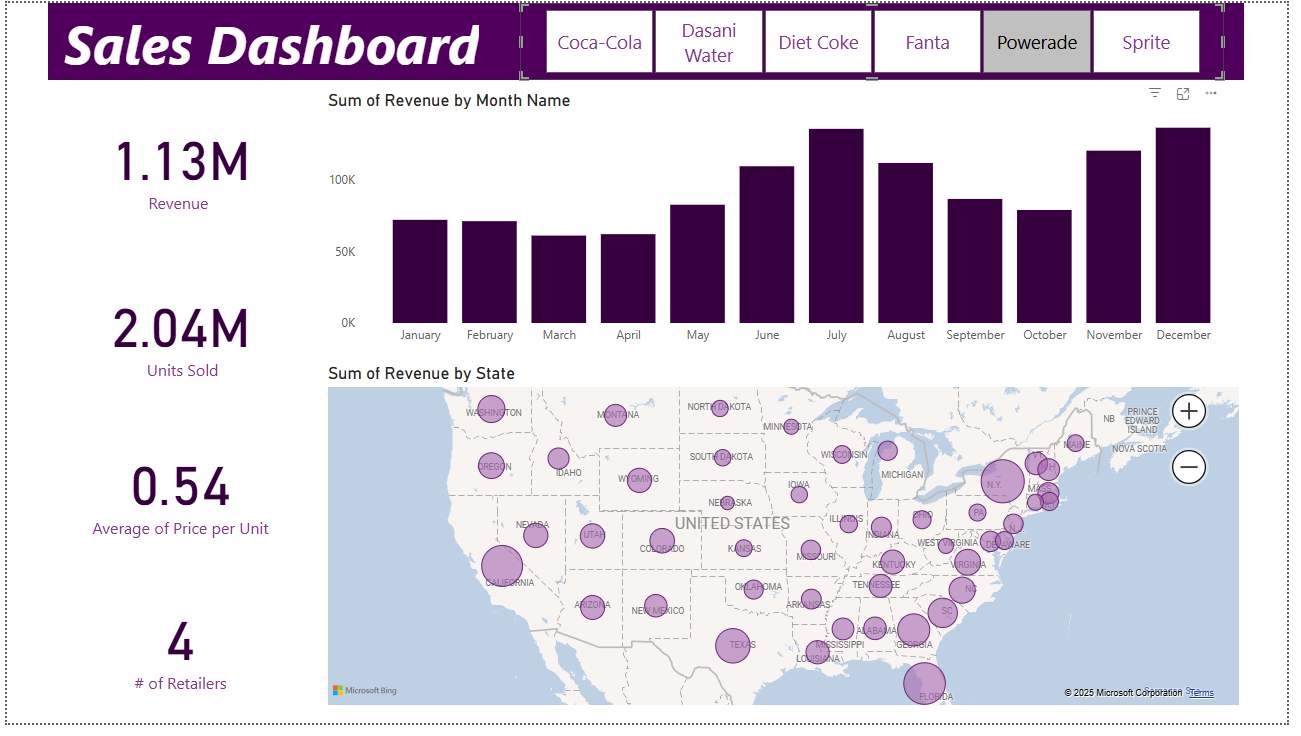 Sales Dashboard
Coca-Cola
Dasani
Water
Diet Coke
Fanta
Powerade
Sprite
1.13M
Revenue
2.04M
Units Sold
0.54
Average of Price per Unit
4
# of Retailers
Sum of Revenue by Month Name
100K
50K
0K
January
February
March
April
May
June
July
August
September
October
November
December
Sum of Revenue by State
WASHINGTON
MONTANA
NORTH DAKOTA
MINNESOTA
NB
PRINCE
EDWARD
ISLAND
NOVA SCOTIA
MAINE
VT
NH
OREGON
IDAHO
WYOMING
SOUTH DAKOTA
WISCONSIN
MICHIGAN
N.Y.
MASS
NEBRASKA
IOWA
ILLINOIS
INDIANA
OHIO
PA
UNITED STATES
NEVADA
UTAH
COLORADO
KANSAS
MISSOURI
WEST VIRGINIA
DELAWARE
KENTUCKY
VIRGINIA
CALIFORNIA
ARIZONA
NEW MEXICO
OKLAHOMA
ARKANSAS
TENNESSEE
NC
SC
TEXAS
LOUISIANA
MISSISSIPPI
ALABAMA
GEORGIA
FLORIDA
Microsoft Bing
© 2025 Microsoft Corporation
Terms